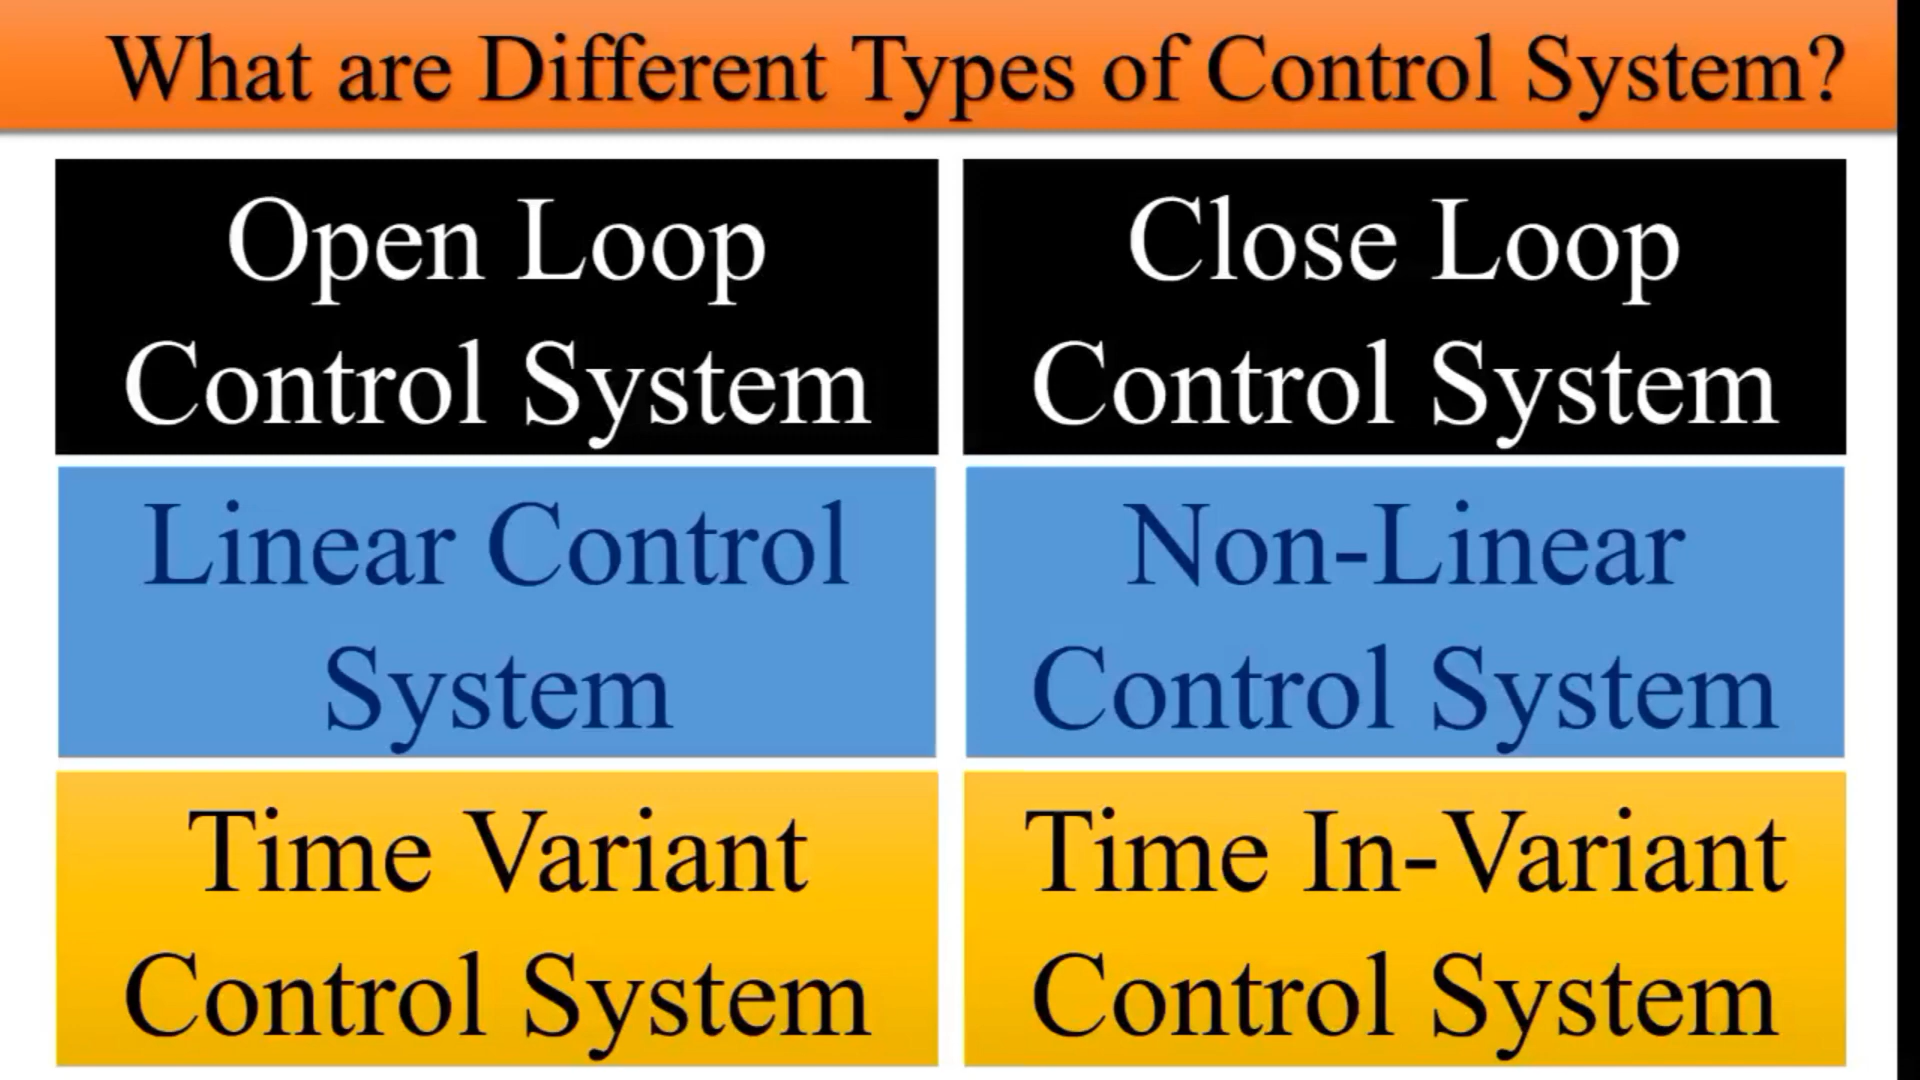 What are Different Types of Control System?
Open Loop
Control System
Close Loop
Control System
Linear Control
System
Non-Linear
Control System
Time Variant
Control System
Time In-Variant
Control System